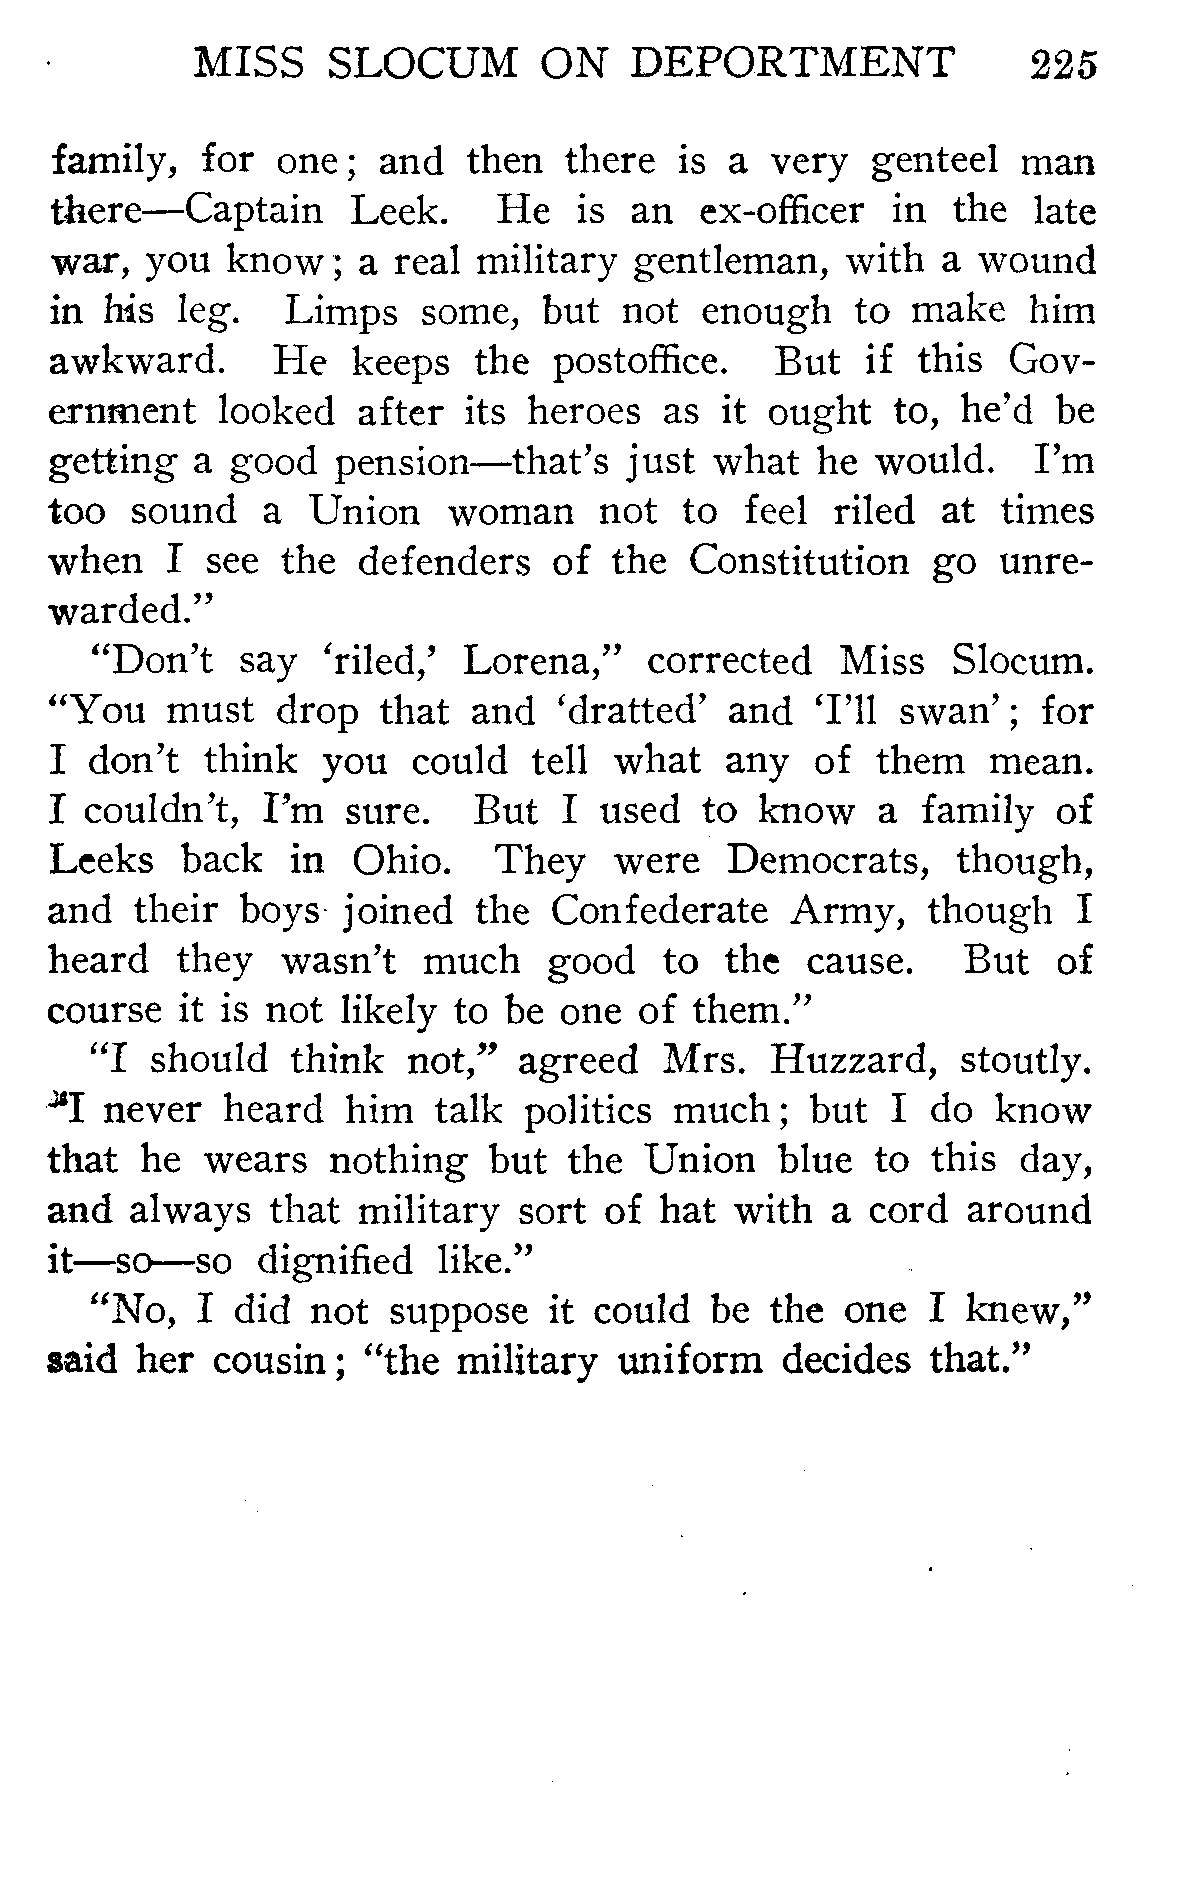 MISS SLOCUM ON DEPORTMENT 225
family, for one; and then there is a very genteel man
there—Captain Leek. He is an ex-officer in the late
war, you know; a real military gentleman, with a wound
in his leg. Limps some, but not enough to make him
awkward. He keeps the postoffice. But if this Gov-
ernment looked after its heroes as it ought to, he’d be
getting a good pension—that’s just what he would. I’m
too sound a Union woman not to feel riled at times
when I see the defenders of the Constitution go unre-
warded.”
“Don’t say ‘riled,’ Lorena,” corrected Miss Slocum.
“You must drop that and ‘dratted’ and ‘I’ll swan’; for
I don’t think you could tell what any of them mean.
I couldn’t, I’m sure. But I used to know a family of
Leeks back in Ohio. They were Democrats, though,
and their boys joined the Confederate Army, though I
heard they wasn’t much good to the cause. But of
course it is not likely to be one of them.”
“I should think not,” agreed Mrs. Huzzard, stoutly.
“I never heard him talk politics much; but I do know
that he wears nothing but the Union blue to this day,
and always that military sort of hat with a cord around
it—so—so dignified like.”
“No, I did not suppose it could be the one I knew,”
said her cousin; “the military uniform decides that.”